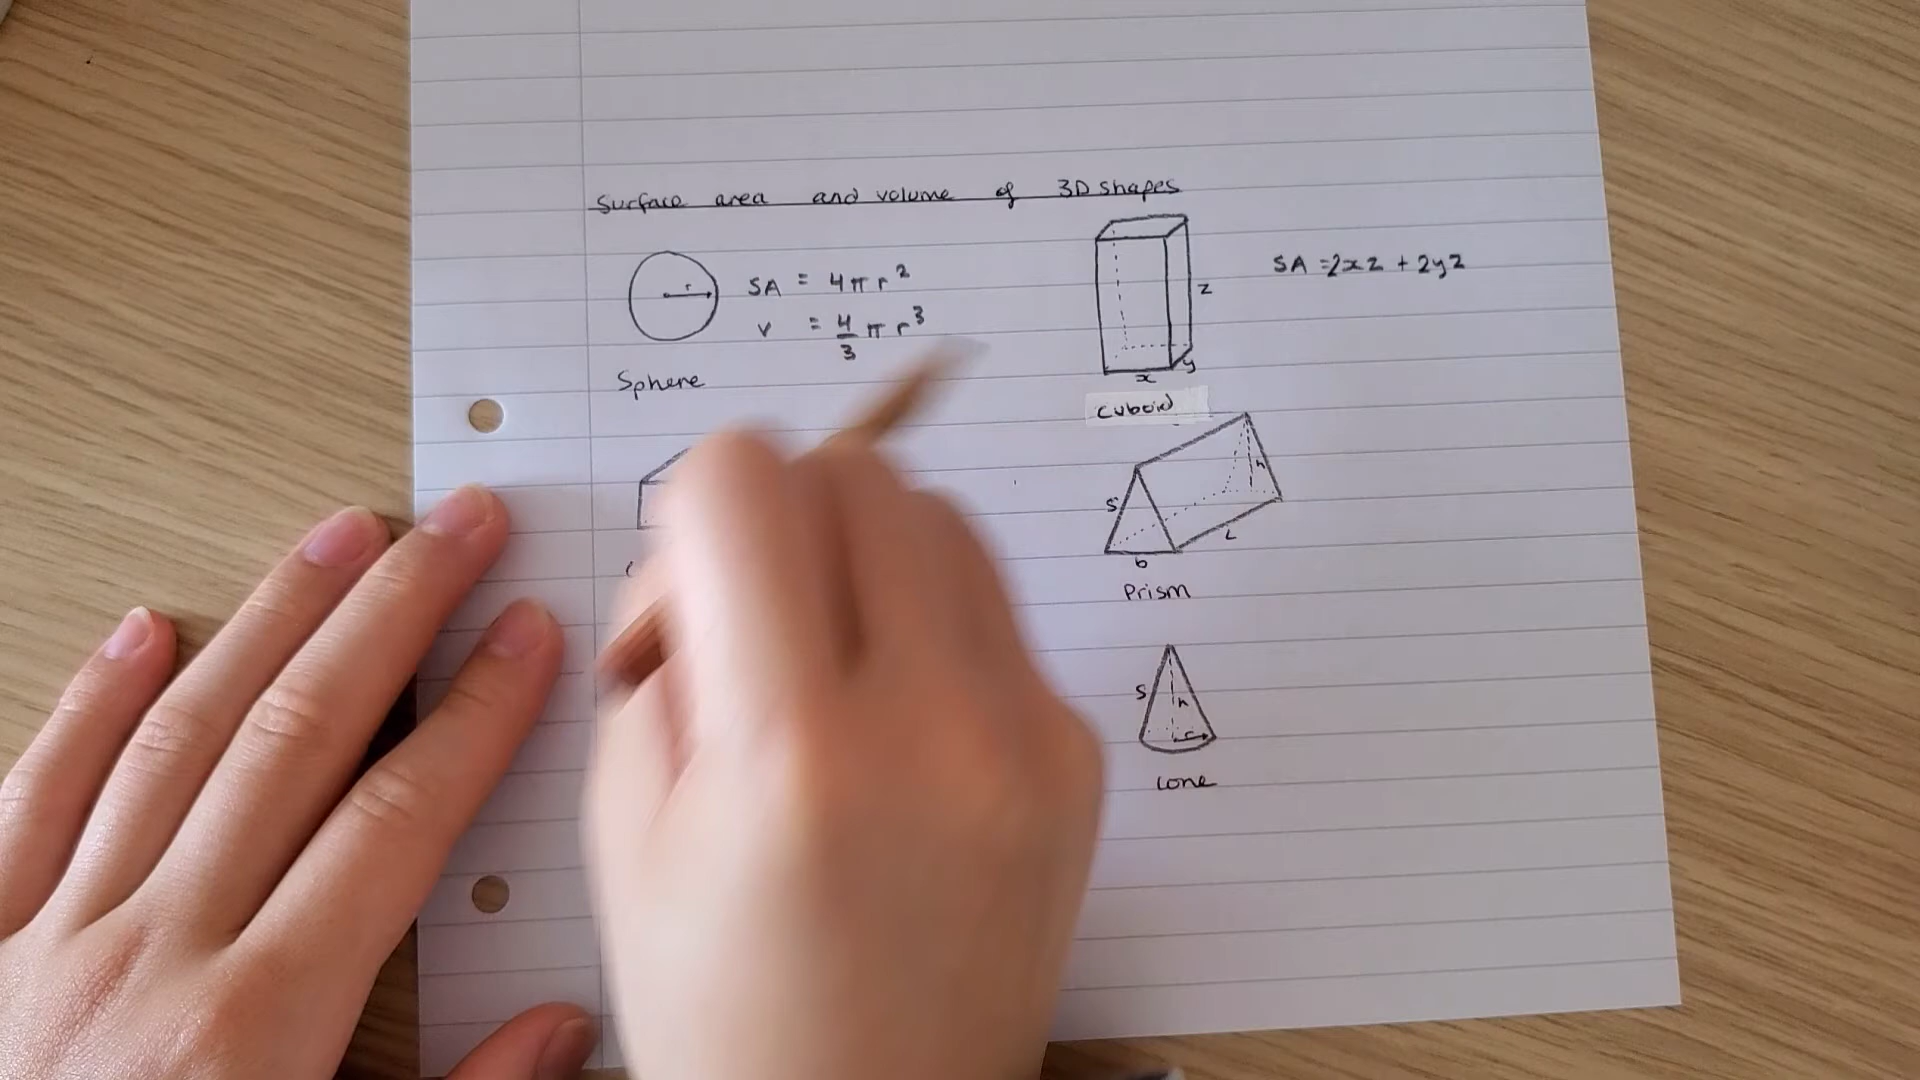 Surface area and volume of 3D shapes
r
SA = 4πr²
V = 4/3 πr³
Sphere
z
y
x
SA = 2xz + 2yz
Cuboid
h
S
L
b
Prism
S
h
r
Cone